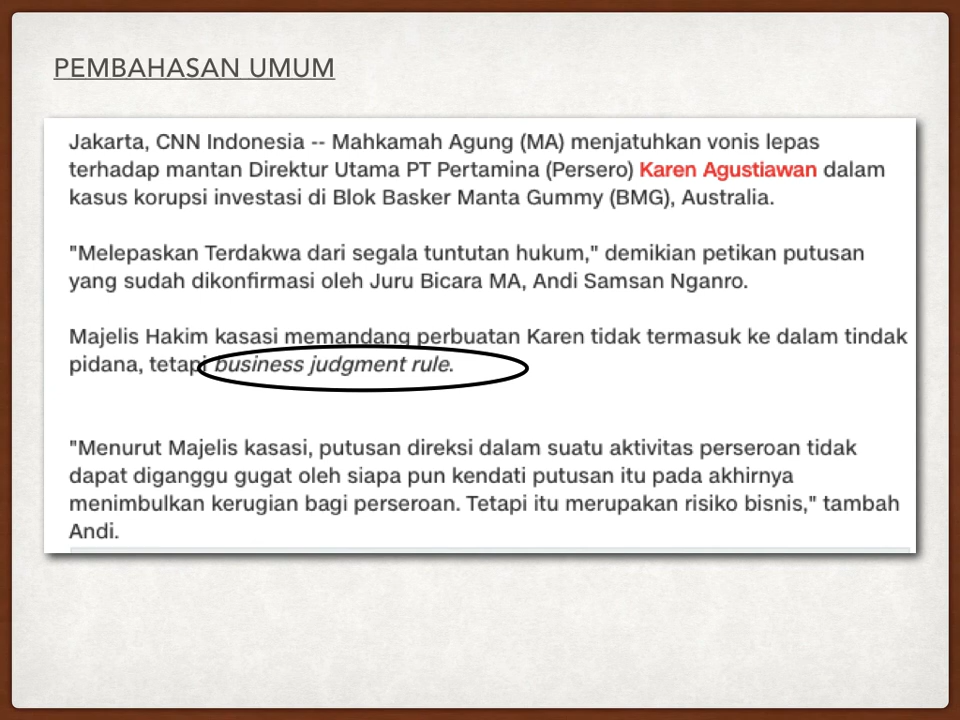 PEMBAHASAN UMUM
Jakarta, CNN Indonesia -- Mahkamah Agung (MA) menjatuhkan vonis lepas
terhadap mantan Direktur Utama PT Pertamina (Persero) Karen Agustiawan dalam
kasus korupsi investasi di Blok Basker Manta Gummy (BMG), Australia.
"Melepaskan Terdakwa dari segala tuntutan hukum," demikian petikan putusan
yang sudah dikonfirmasi oleh Juru Bicara MA, Andi Samsan Nganro.
Majelis Hakim kasasi memandang perbuatan Karen tidak termasuk ke dalam tindak
pidana, tetapi business judgment rule.
"Menurut Majelis kasasi, putusan direksi dalam suatu aktivitas perseroan tidak
dapat diganggu gugat oleh siapa pun kendati putusan itu pada akhirnya
menimbulkan kerugian bagi perseroan. Tetapi itu merupakan risiko bisnis," tambah
Andi.